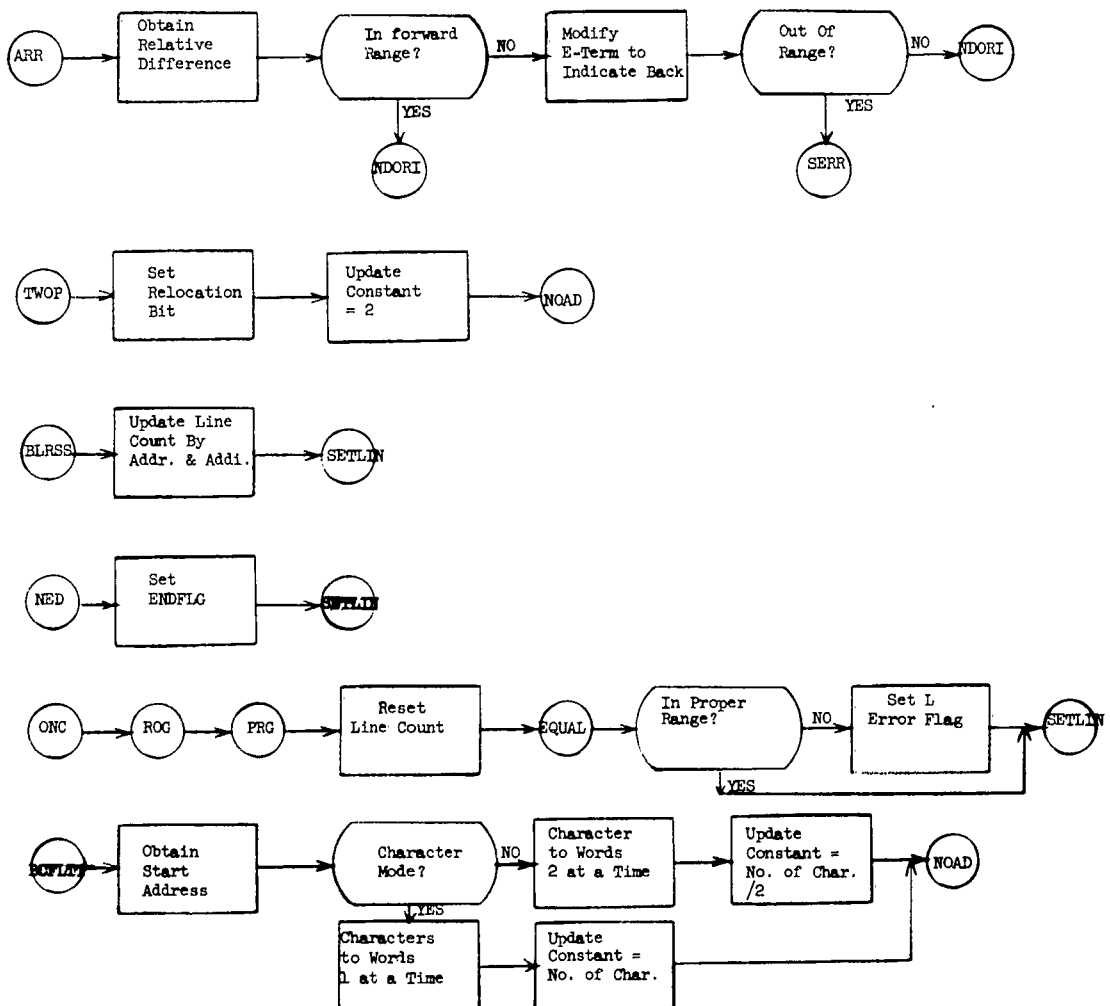 ARR
Obtain
Relative
Difference
In forward
Range?
NO
YES
NDORI
Modify
E-Term to
Indicate Back
Out Of
Range?
NO
NDORI
YES
SERR
TWOP
Set
Relocation
Bit
Update
Constant
= 2
NOAD
BLRSS
Update Line
Count By
Addr. & Addi.
SETLIN
NED
Set
ENDFLG
ONC
ROG
PRG
Reset
Line Count
EQUAL
In Proper
Range?
NO
YES
Set L
Error Flag
SETLIN
Obtain
Start
Address
Character
Mode?
NO
YES
Character
to Words
2 at a Time
Update
Constant =
No. of Char.
/2
NOAD
Characters
to Words
1 at a Time
Update
Constant =
No. of Char.